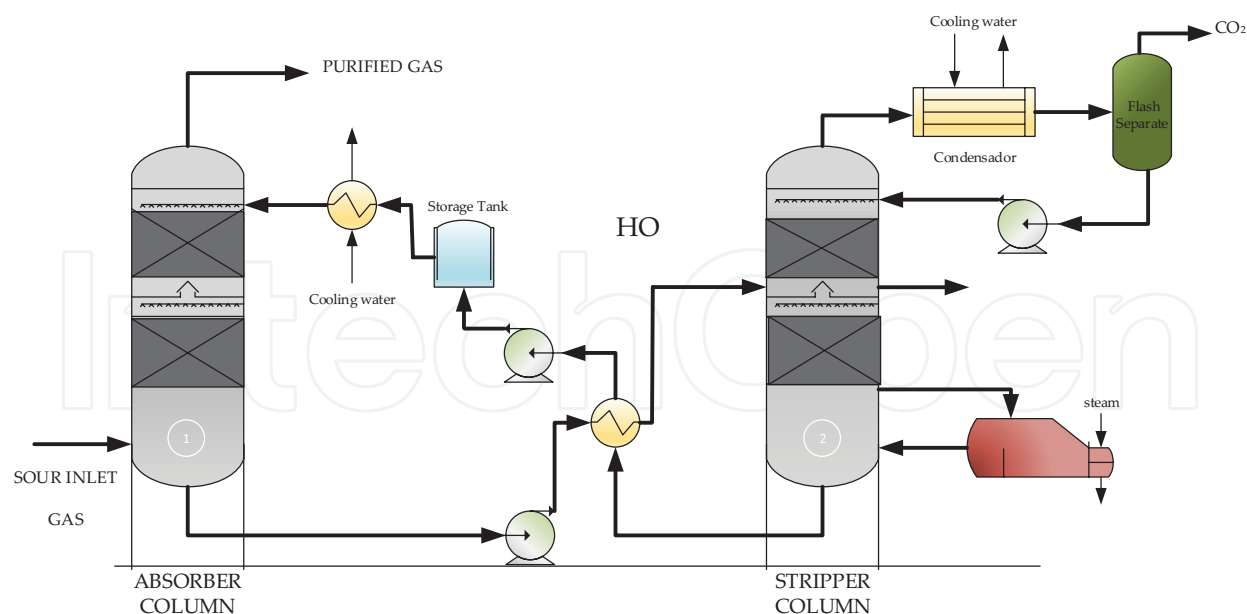 Cooling water
CO₂
PURIFIED GAS
Flash
Separate
Condensador
Storage Tank
HO
Cooling water
steam
1
2
SOUR INLET
GAS
ABSORBER
COLUMN
STRIPPER
COLUMN
IntechOpen